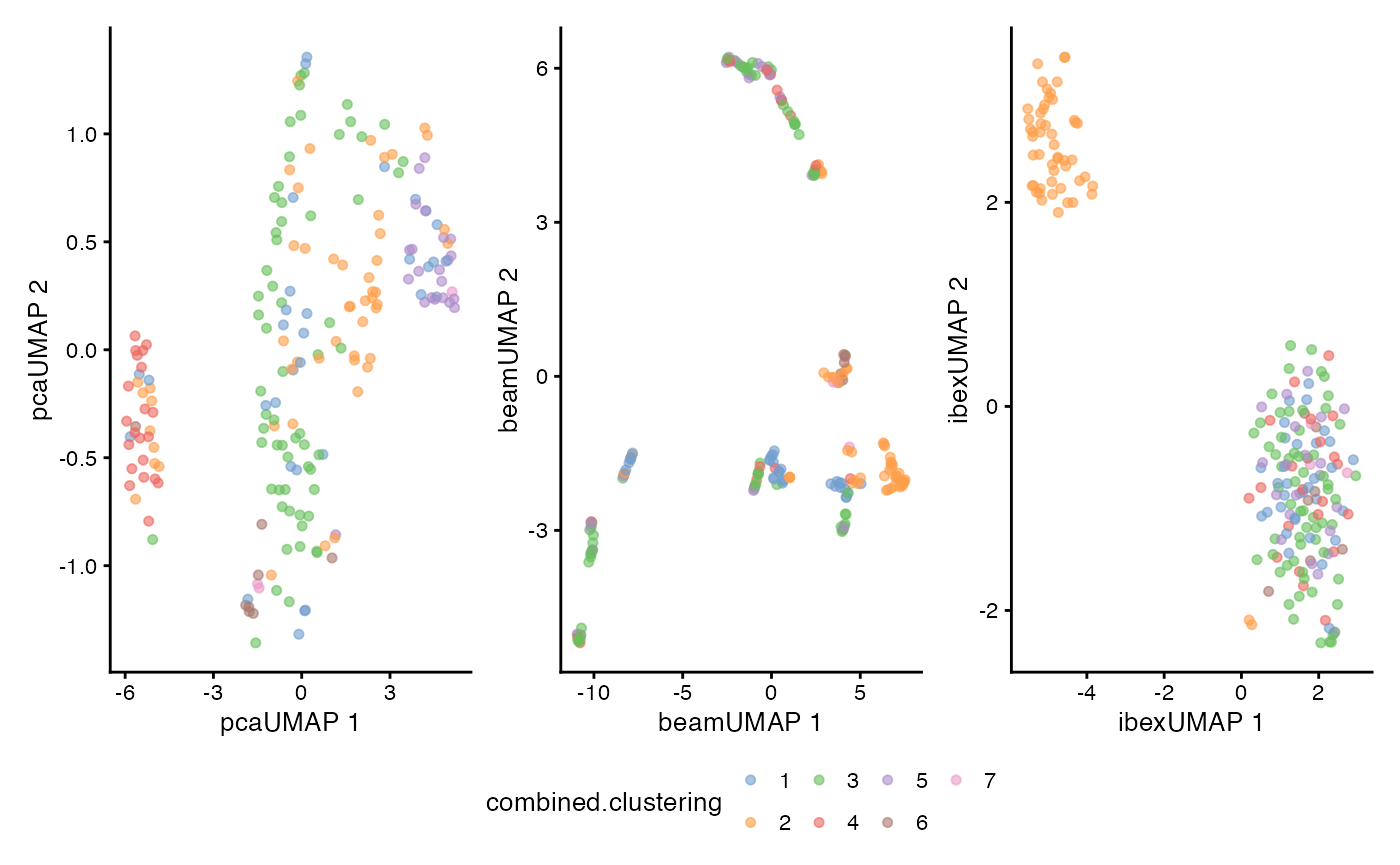 1.0
0.5
0.0
-0.5
-1.0
pcaUMAP 2
-6 -3 0 3
pcaUMAP 1
6
3
0
-3
beamUMAP 2
-10 -5 0 5
beamUMAP 1
2
0
-2
ibexUMAP 2
-4 -2 0 2
ibexUMAP 1
combined.clustering
1 3 5 7
2 4 6